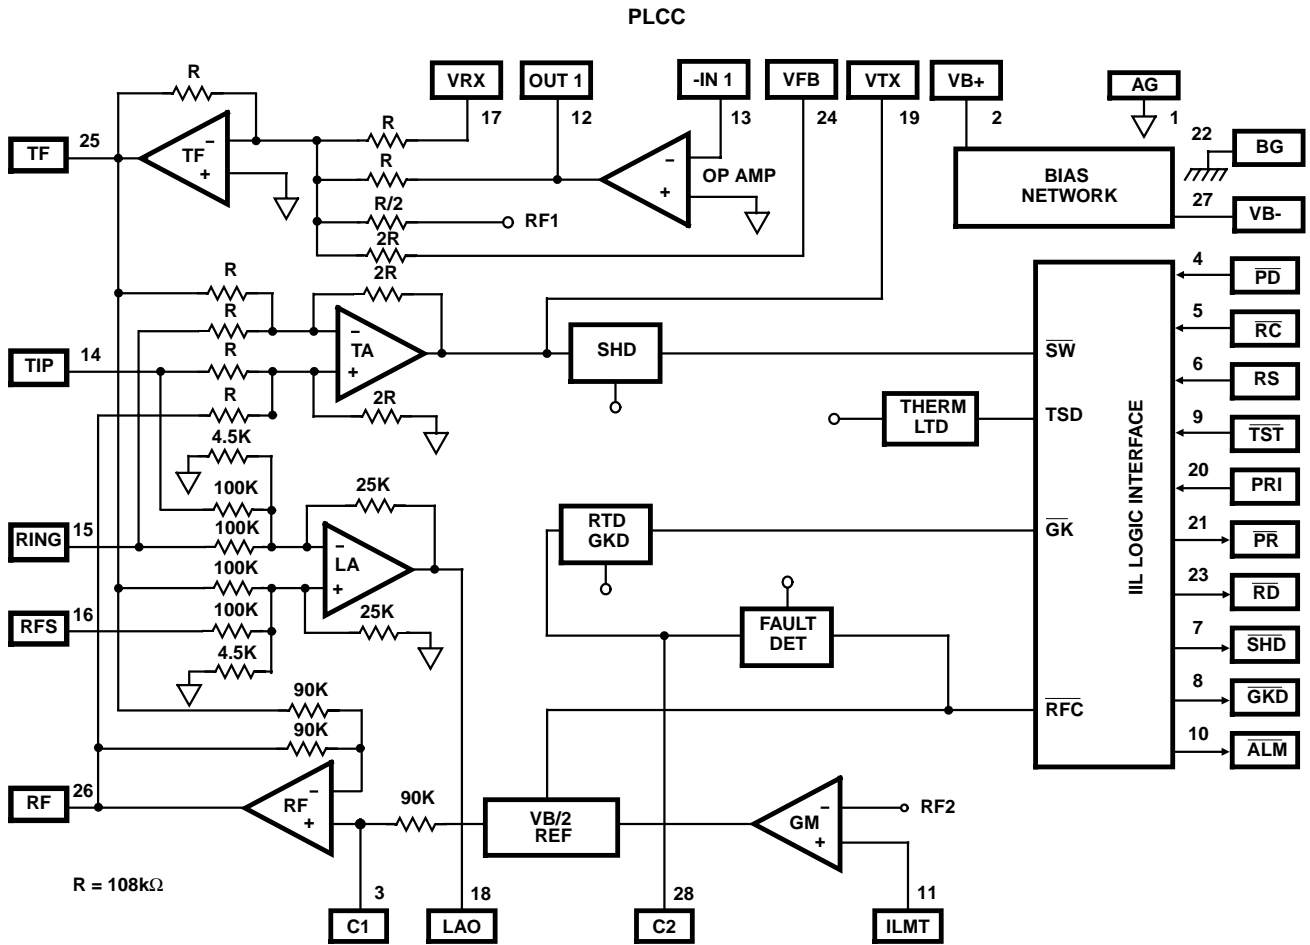 PLCC
VRX
OUT 1
-IN 1
VFB
VTX
VB+
AG
17
12
13
24
19
2
1
R
TF
25
TF
−
+
R
R
R/2
RF1
2R
−
+
OP AMP
BIAS
NETWORK
22
BG
27
VB-
R
R
R
R
2R
−
TA
+
2R
TIP
14
SHD
THERM
LTD
SW
TSD
GK
RFC
IIL LOGIC INTERFACE
4
PD
5
RC
6
RS
9
TST
20
PRI
21
PR
23
RD
7
SHD
8
GKD
10
ALM
4.5K
100K
100K
100K
100K
4.5K
25K
−
LA
+
25K
RING
15
RFS
16
RTD
GKD
FAULT
DET
90K
90K
RF
26
RF
−
+
90K
VB/2
REF
GM
−
+
RF2
R = 108kΩ
3
18
28
11
C1
LAO
C2
ILMT